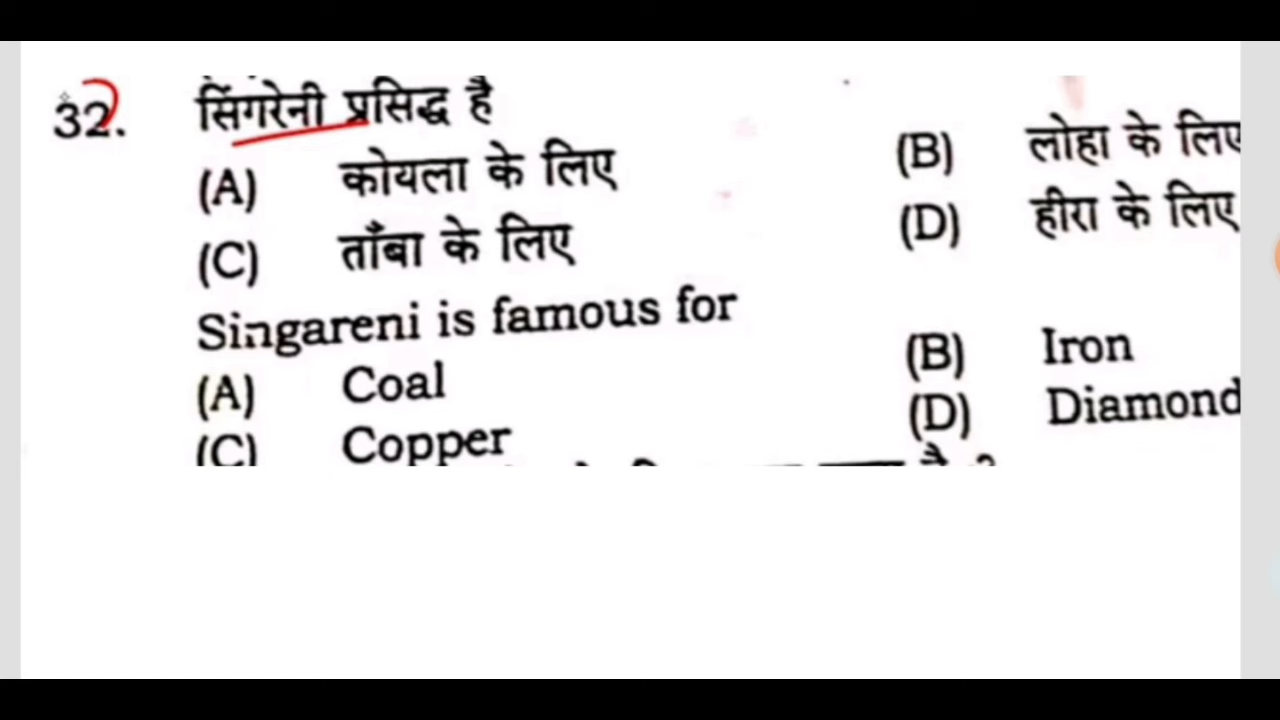 32. सिंगरेनी प्रसिद्ध है
(A) कोयला के लिए (B) लोहा के लिए
(C) ताँबा के लिए (D) हीरा के लिए
Singareni is famous for
(A) Coal (B) Iron
(C) Copper (D) Diamond